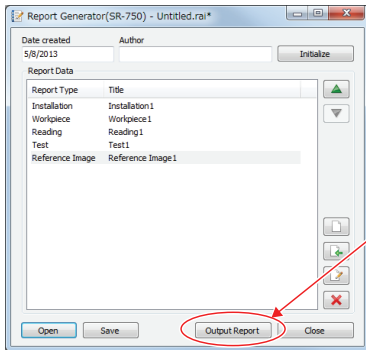 Report Generator(SR-750) - Untitled.rai*
Date created Author
5/8/2013 Initialize
Report Data
Report Type Title
Installation Installation1
Workpiece Workpiece1
Reading Reading1
Test Test1
Reference Image Reference Image1
Open Save Output Report Close